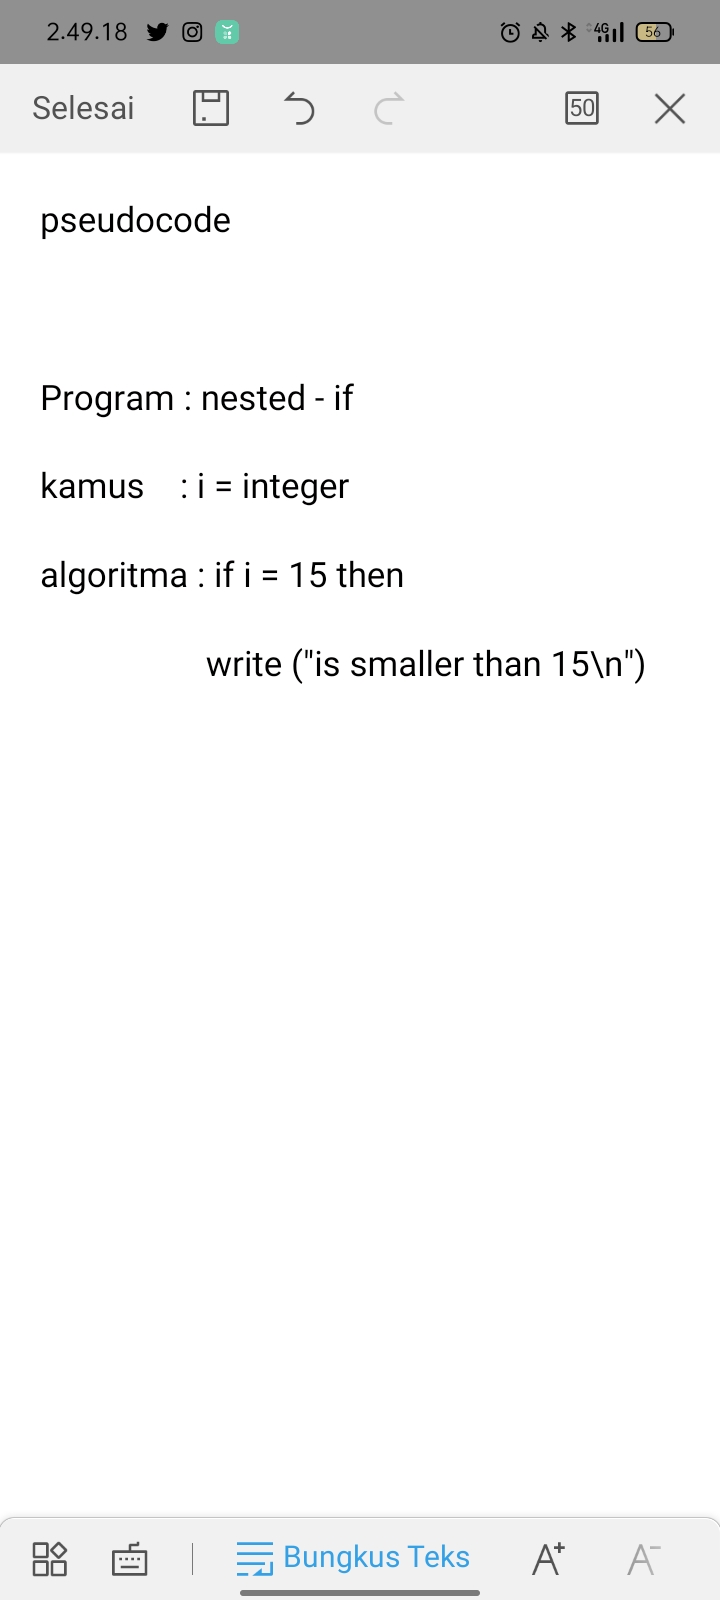 2.49.18 4G 56
Selesai 50
pseudocode
Program : nested - if
kamus : i = integer
algoritma : if i = 15 then
write ("is smaller than 15\n")
Bungkus Teks A+ A-